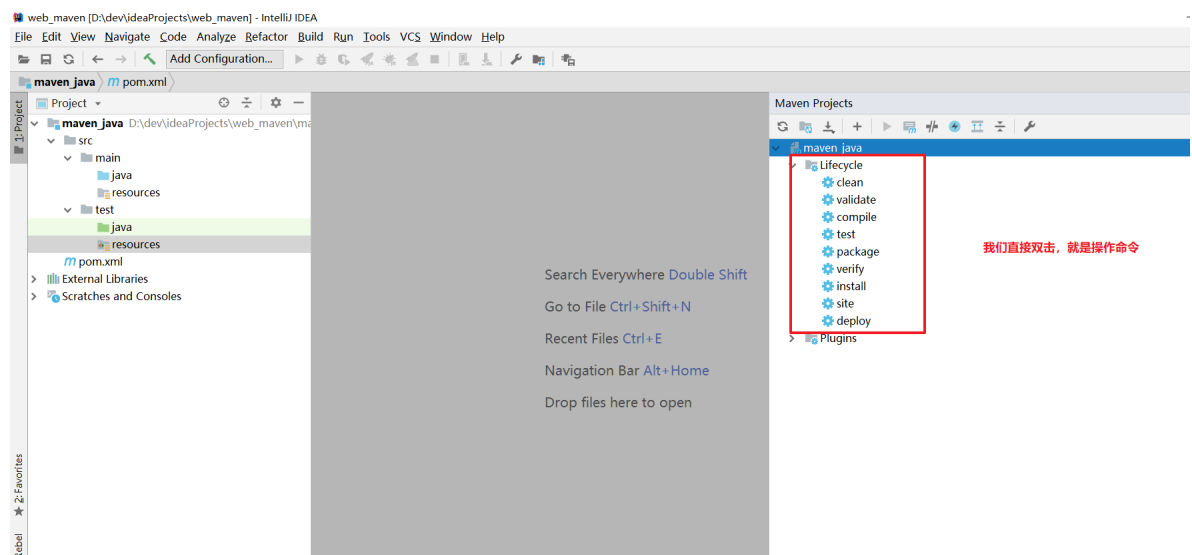 web_maven [D:\dev\ideaProjects\web_maven] - IntelliJ IDEA
File Edit View Navigate Code Analyze Refactor Build Run Tools VCS Window Help
Add Configuration...
maven_java
pom.xml
Project
Maven Projects
1: Project
maven_java D:\dev\ideaProjects\web_maven\ma
src
main
java
resources
test
java
resources
pom.xml
External Libraries
Scratches and Consoles
Search Everywhere Double Shift
Go to File Ctrl+Shift+N
Recent Files Ctrl+E
Navigation Bar Alt+Home
Drop files here to open
maven_java
Lifecycle
clean
validate
compile
test
package
verify
install
site
deploy
Plugins
我们直接双击，就是操作命令
2: Favorites
Rebel